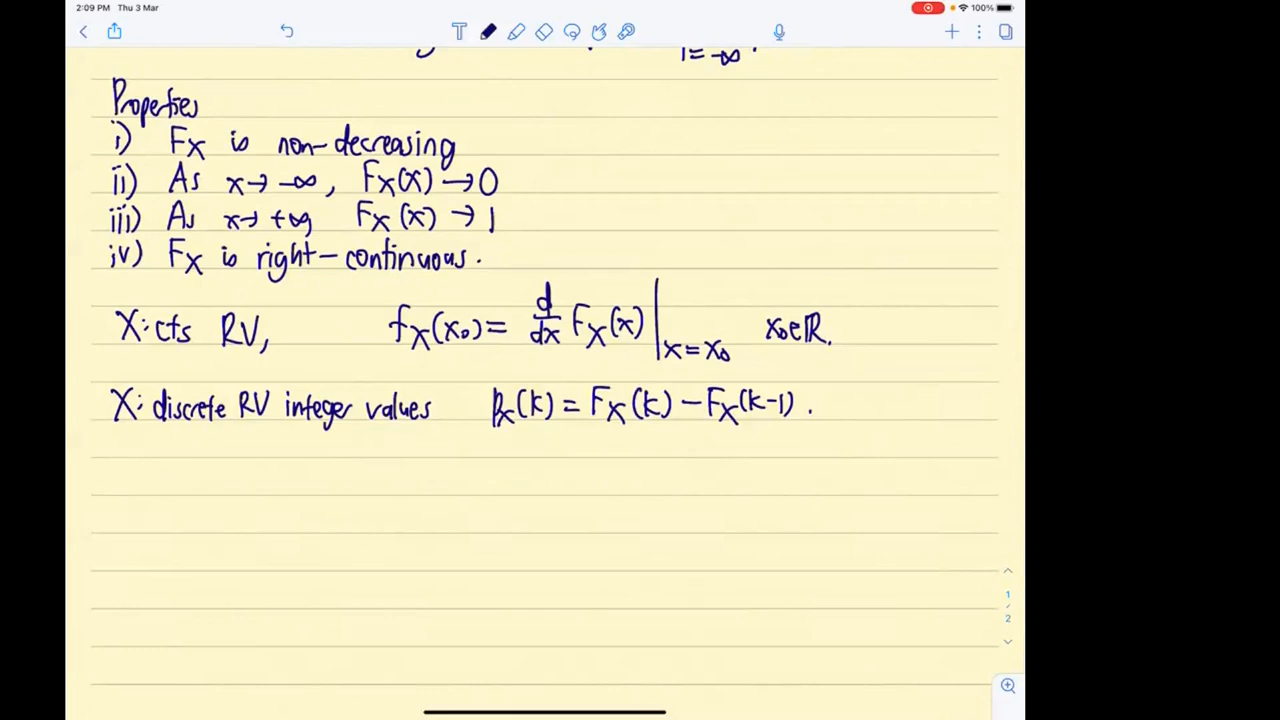 2:09 PM Thu 3 Mar
100%
i=-∞
Properties
i) Fx is non-decreasing
ii) As x→ -∞, Fx(x) →0
iii) As x→ +∞ Fx(x) → 1
iv) Fx is right-continuous.
X: cts RV, fx(x₀) = d/dx Fx(x) | x=x₀ x₀∈ℝ.
X: discrete RV integer values px(k) = Fx(k) - Fx(k-1).
1
/
2